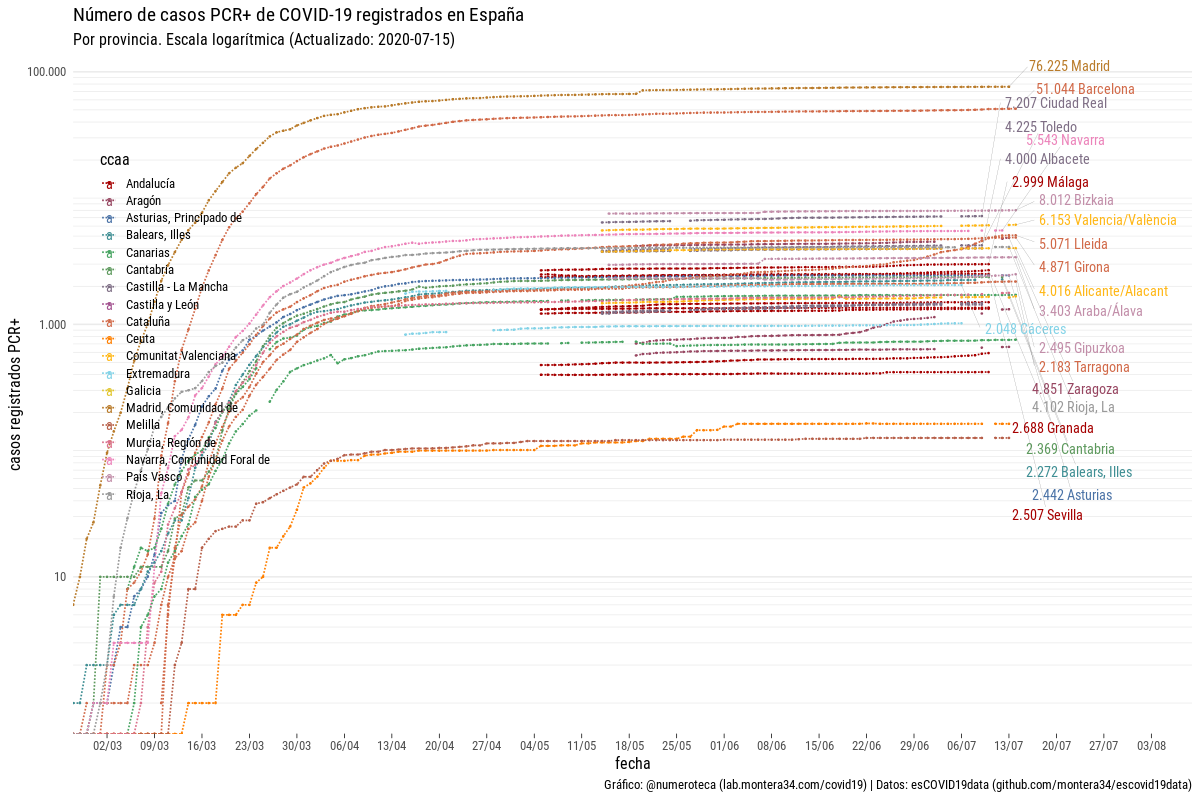 Número de casos PCR+ de COVID-19 registrados en España
Por provincia. Escala logarítmica (Actualizado: 2020-07-15)
casos registrados PCR+
100.000
1.000
10
ccaa
Andalucía
Aragón
Asturias, Principado de
Balears, Illes
Canarias
Cantabria
Castilla - La Mancha
Castilla y León
Cataluña
Ceuta
Comunitat Valenciana
Extremadura
Galicia
Madrid, Comunidad de
Melilla
Murcia, Región de
Navarra, Comunidad Foral de
País Vasco
Rioja, La
76.225 Madrid
51.044 Barcelona
7.207 Ciudad Real
4.225 Toledo
5.543 Navarra
4.000 Albacete
2.999 Málaga
8.012 Bizkaia
6.153 Valencia/València
5.071 Lleida
4.871 Girona
4.016 Alicante/Alacant
3.403 Araba/Álava
2.048 Cáceres
2.495 Gipuzkoa
2.183 Tarragona
4.851 Zaragoza
4.102 Rioja, La
2.688 Granada
2.369 Cantabria
2.272 Balears, Illes
2.442 Asturias
2.507 Sevilla
02/03 09/03 16/03 23/03 30/03 06/04 13/04 20/04 27/04 04/05 11/05 18/05 25/05 01/06 08/06 15/06 22/06 29/06 06/07 13/07 20/07 27/07 03/08
fecha
Gráfico: @numeroteca (lab.montera34.com/covid19) | Datos: esCOVID19data (github.com/montera34/escovid19data)